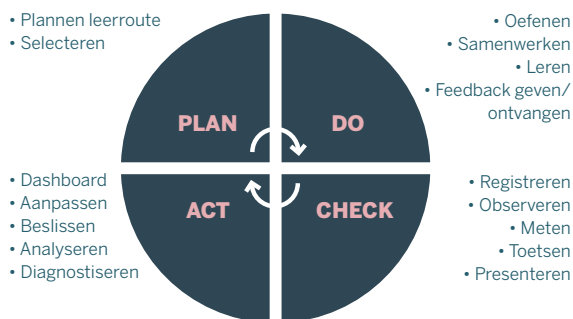 • Plannen leerroute
• Selecteren
• Oefenen
• Samenwerken
• Leren
• Feedback geven/
ontvangen
PLAN
DO
ACT
CHECK
• Dashboard
• Aanpassen
• Beslissen
• Analyseren
• Diagnostiseren
• Registreren
• Observeren
• Meten
• Toetsen
• Presenteren